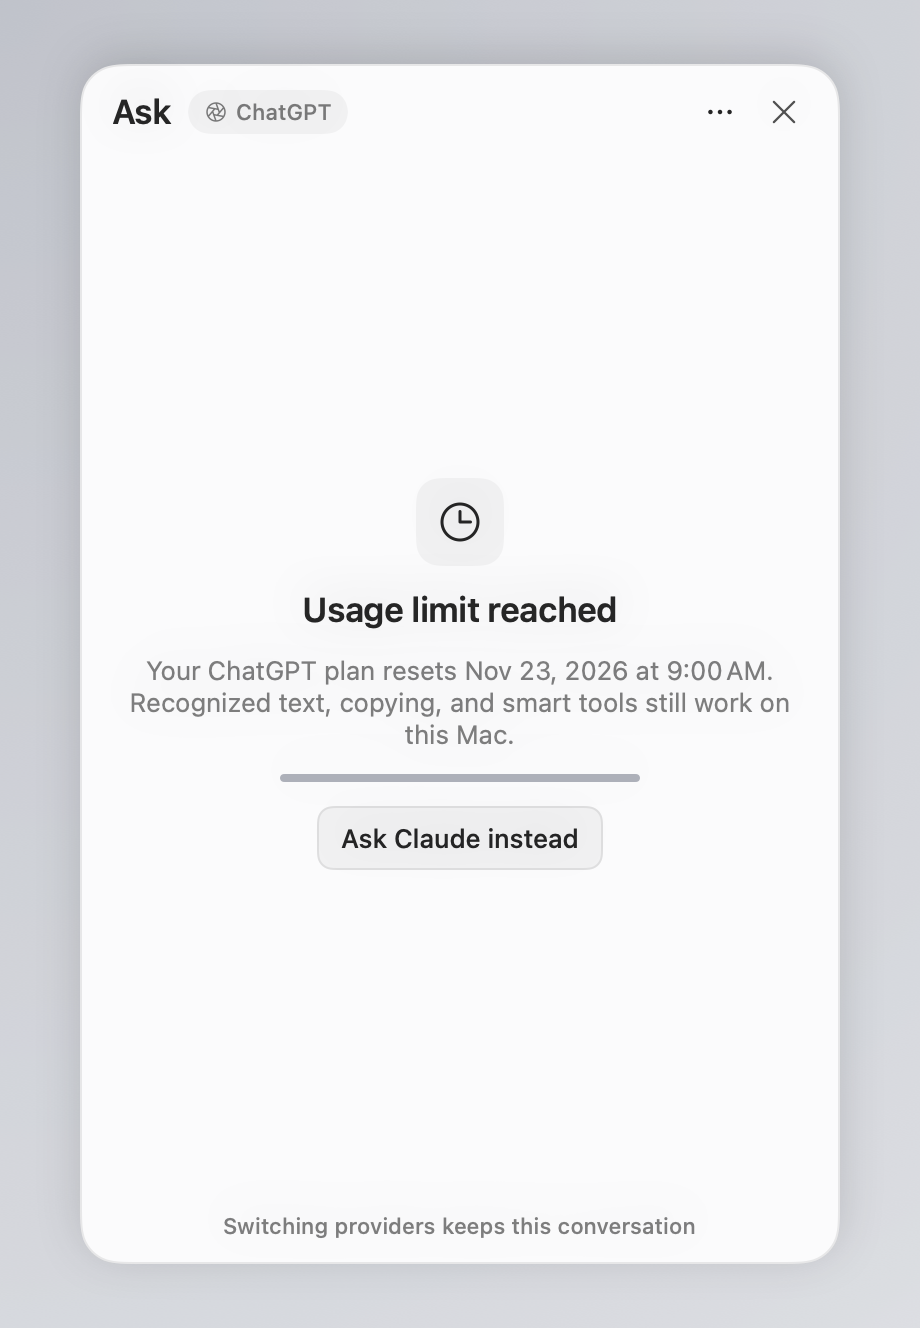 Ask
ChatGPT
Usage limit reached
Your ChatGPT plan resets Nov 23, 2026 at 9:00 AM.
Recognized text, copying, and smart tools still work on
this Mac.
Ask Claude instead
Switching providers keeps this conversation